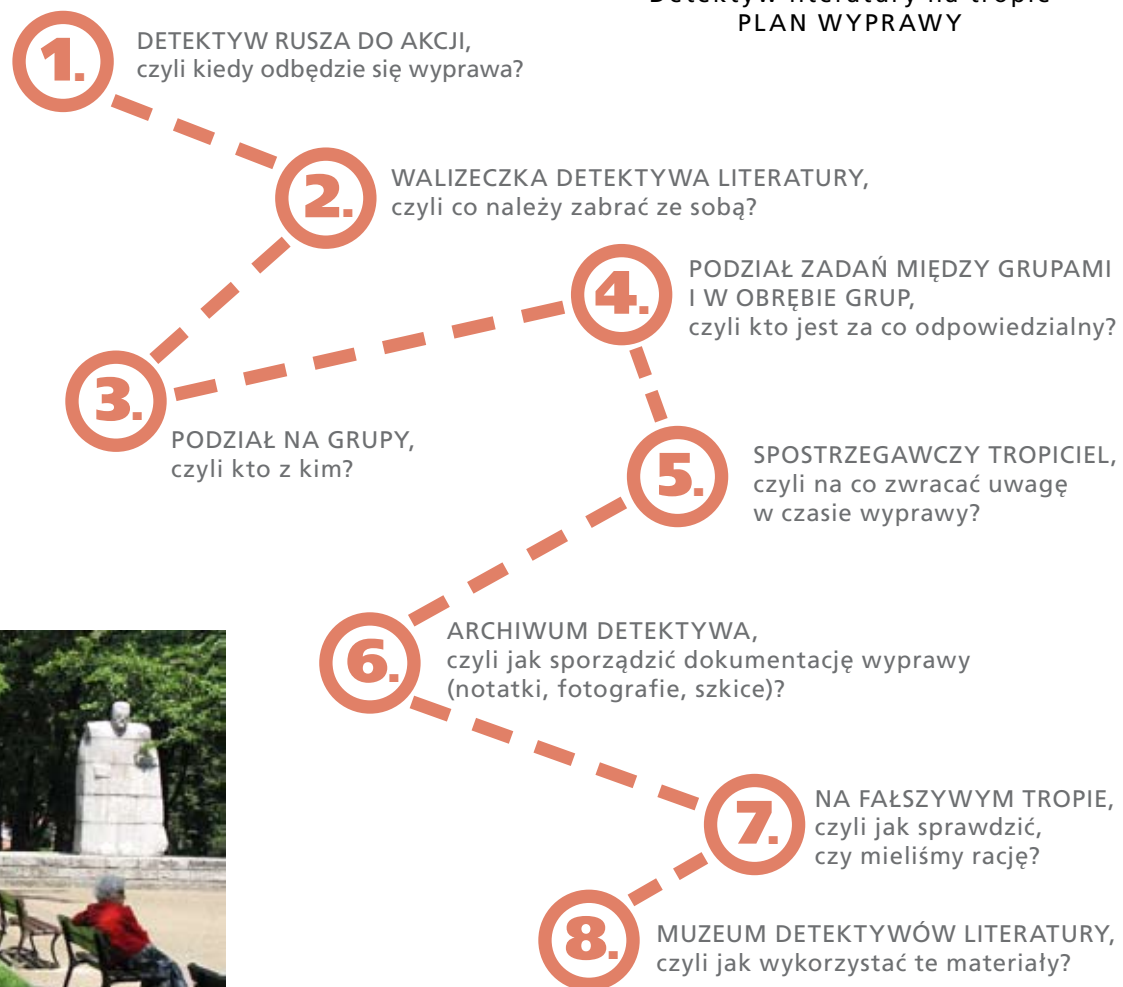 Detektyw literatury na tropie
PLAN WYPRAWY
1.
DETEKTYW RUSZA DO AKCJI,
czyli kiedy odbędzie się wyprawa?
2.
WALIZECZKA DETEKTYWA LITERATURY,
czyli co należy zabrać ze sobą?
3.
PODZIAŁ NA GRUPY,
czyli kto z kim?
4.
PODZIAŁ ZADAŃ MIĘDZY GRUPAMI
I W OBRĘBIE GRUP,
czyli kto jest za co odpowiedzialny?
5.
SPOSTRZEGAWCZY TROPICIEL,
czyli na co zwracać uwagę
w czasie wyprawy?
6.
ARCHIWUM DETEKTYWA,
czyli jak sporządzić dokumentację wyprawy
(notatki, fotografie, szkice)?
7.
NA FAŁSZYWYM TROPIE,
czyli jak sprawdzić,
czy mieliśmy rację?
8.
MUZEUM DETEKTYWÓW LITERATURY,
czyli jak wykorzystać te materiały?